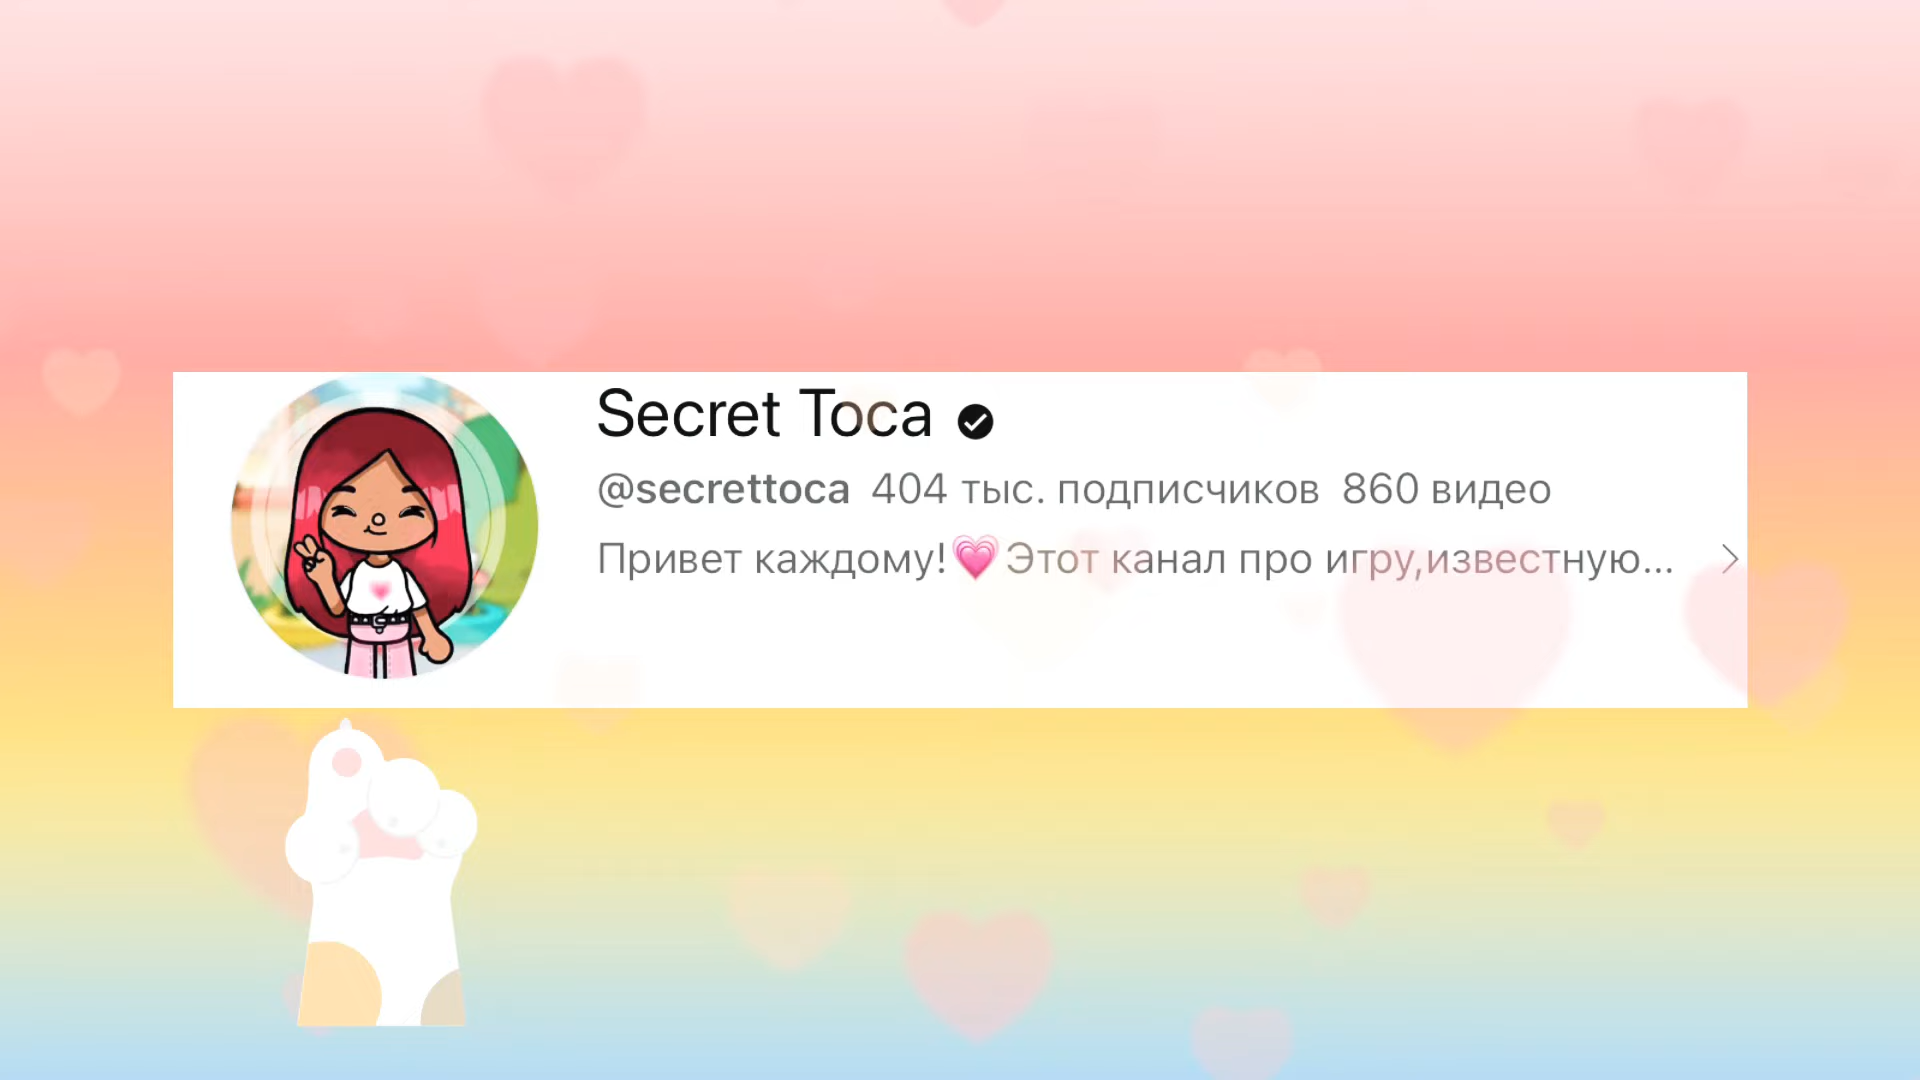 Secret Toca
@secrettoca 404 тыс. подписчиков 860 видео
Привет каждому!💗Этот канал про игру,известную...